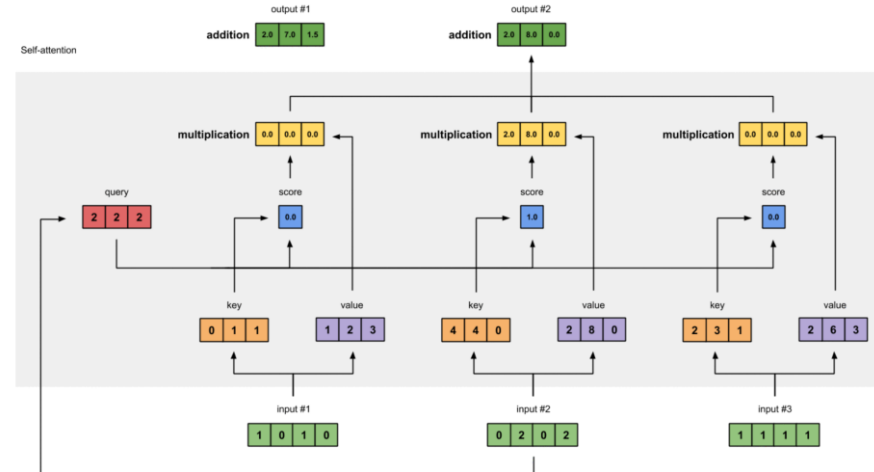 output #1
output #2
addition 2.0 7.0 1.5
addition 2.0 8.0 0.0
Self-attention
multiplication 0.0 0.0 0.0
multiplication 2.0 8.0 0.0
multiplication 0.0 0.0 0.0
query
score
score
score
2 2 2
0.0
1.0
0.0
key
value
key
value
key
value
0 1 1
1 2 3
4 4 0
2 8 0
2 3 1
2 6 3
input #1
input #2
input #3
1 0 1 0
0 2 0 2
1 1 1 1